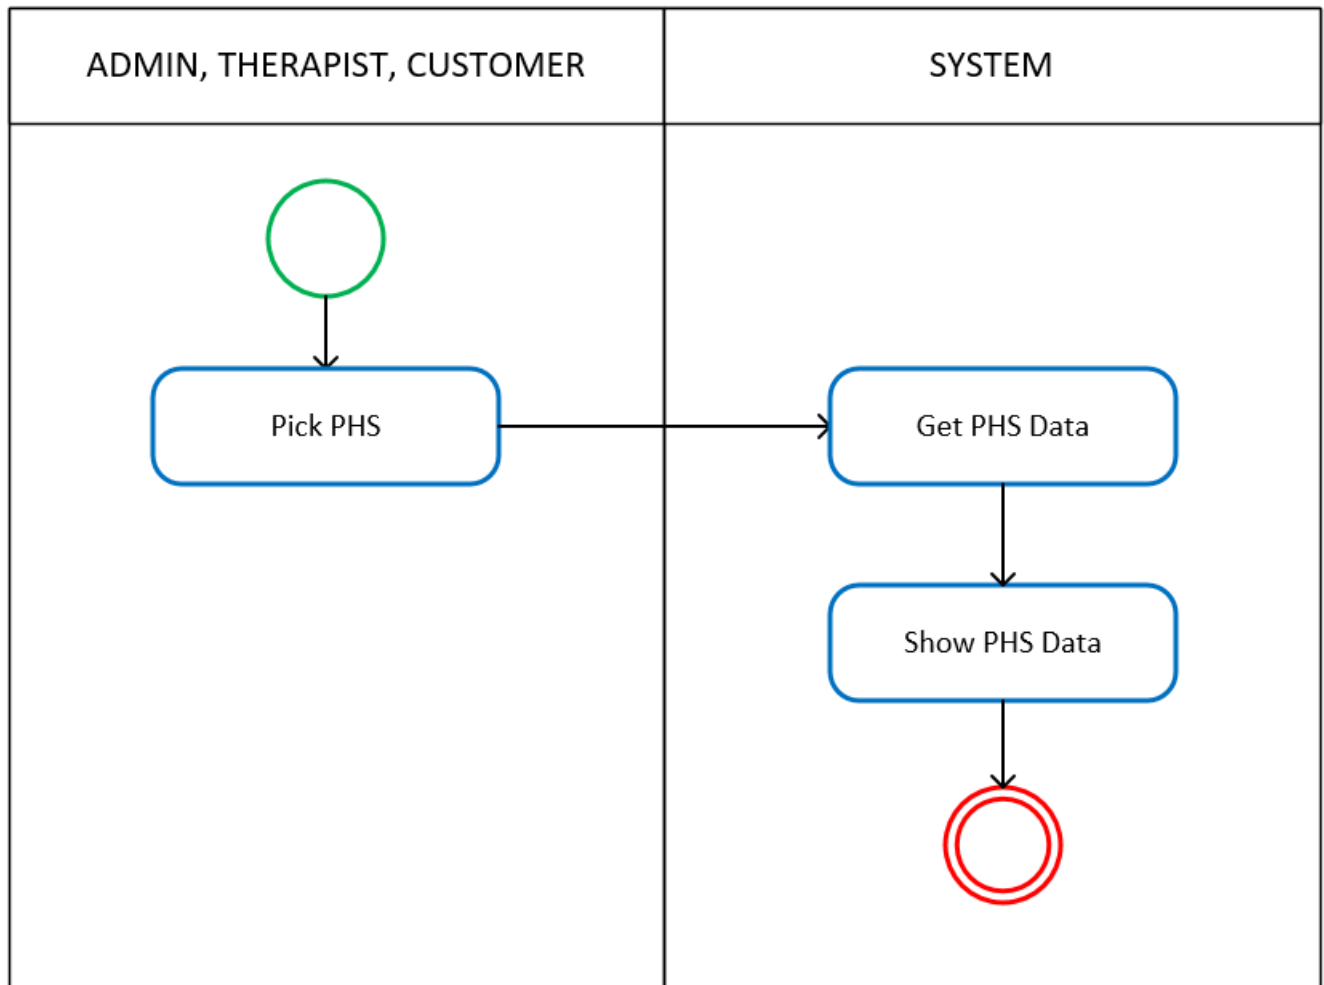 ADMIN, THERAPIST, CUSTOMER
SYSTEM
Pick PHS
Get PHS Data
Show PHS Data